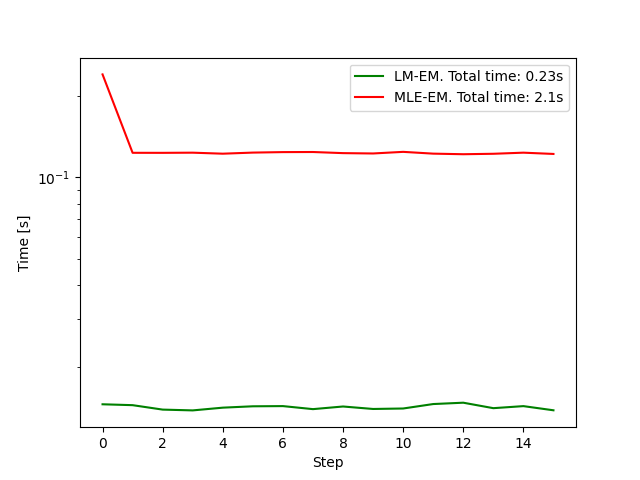 LM-EM. Total time: 0.23s
MLE-EM. Total time: 2.1s
10⁻¹
Time [s]
0 2 4 6 8 10 12 14
Step